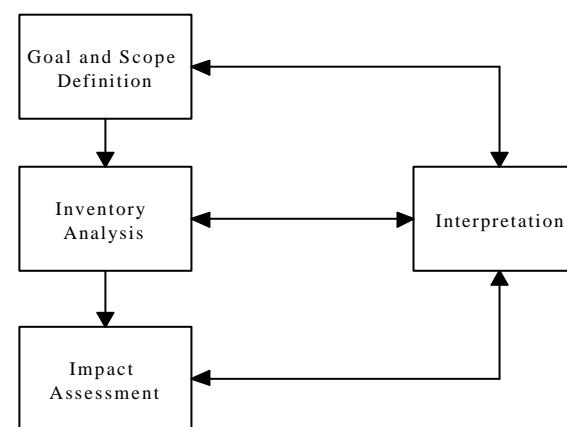 Goal and Scope
Definition
Inventory
Analysis
Interpretation
Impact
Assessment